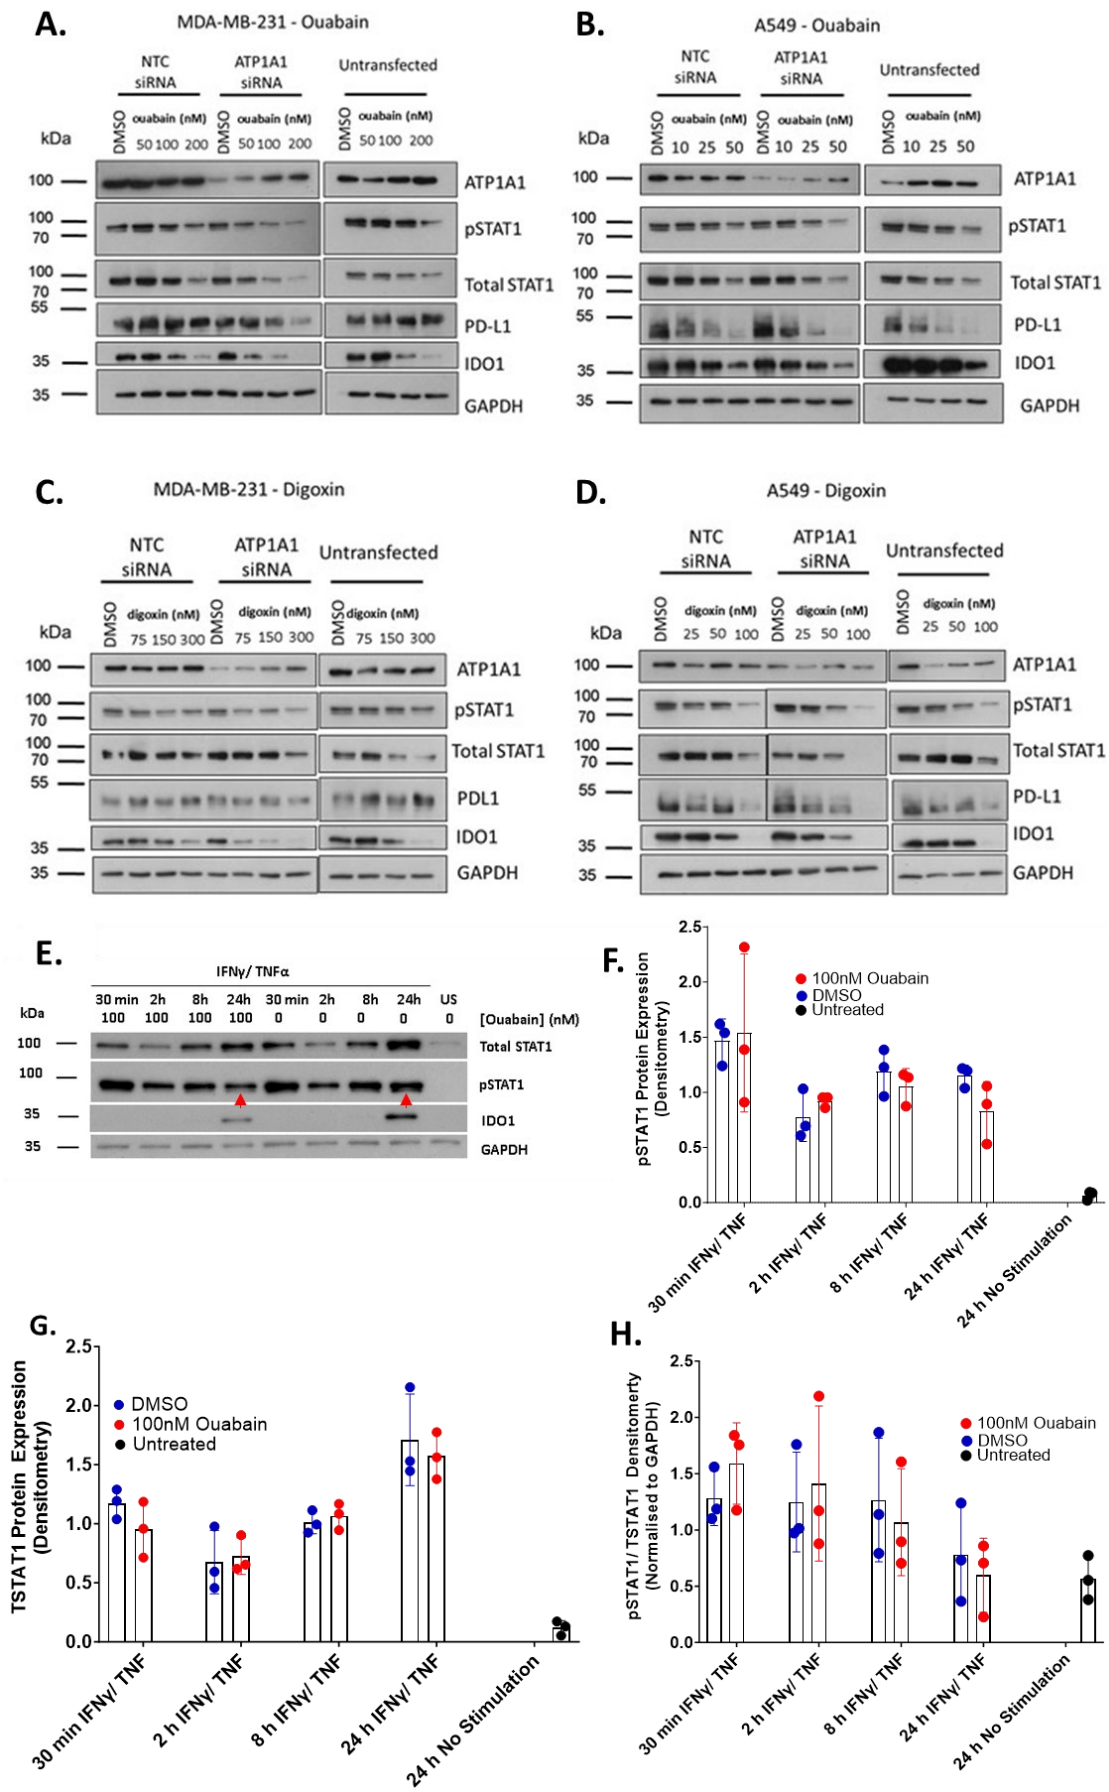 A.
MDA-MB-231 - Ouabain
NTC siRNA
ATP1A1 siRNA
Untransfected
kDa
DMSO
ouabain (nM)
50 100 200
DMSO
ouabain (nM)
50 100 200
DMSO
ouabain (nM)
50 100 200
100
ATP1A1
100
70
pSTAT1
100
70
Total STAT1
55
PD-L1
35
IDO1
35
GAPDH
B.
A549 - Ouabain
NTC siRNA
ATP1A1 siRNA
Untransfected
kDa
DMSO
ouabain (nM)
10 25 50
DMSO
ouabain (nM)
10 25 50
DMSO
ouabain (nM)
10 25 50
100
ATP1A1
100
70
pSTAT1
100
70
Total STAT1
55
PD-L1
35
IDO1
35
GAPDH
C.
MDA-MB-231 - Digoxin
NTC siRNA
ATP1A1 siRNA
Untransfected
kDa
DMSO
digoxin (nM)
75 150 300
DMSO
digoxin (nM)
75 150 300
DMSO
digoxin (nM)
75 150 300
100
ATP1A1
100
70
pSTAT1
100
70
Total STAT1
55
PDL1
35
IDO1
35
GAPDH
D.
A549 - Digoxin
NTC siRNA
ATP1A1 siRNA
Untransfected
kDa
DMSO
digoxin (nM)
25 50 100
DMSO
digoxin (nM)
25 50 100
DMSO
digoxin (nM)
25 50 100
100
ATP1A1
100
70
pSTAT1
100
70
Total STAT1
55
PD-L1
35
IDO1
35
GAPDH
E.
IFNγ/ TNFα
30 min 2h 8h 24h 30 min 2h 8h 24h US
kDa
100 100 100 100 0 0 0 0 0 [Ouabain] (nM)
100
Total STAT1
100
pSTAT1
35
IDO1
35
GAPDH
F.
pSTAT1 Protein Expression
(Densitometry)
2.5
2.0
1.5
1.0
0.5
0.0
100nM Ouabain
DMSO
Untreated
30 min IFNγ/ TNF
2 h IFNγ/ TNF
8 h IFNγ/ TNF
24 h IFNγ/ TNF
24 h No Stimulation
G.
TSTAT1 Protein Expression
(Densitometry)
2.5
2.0
1.5
1.0
0.5
0.0
DMSO
100nM Ouabain
Untreated
30 min IFNγ/ TNF
2 h IFNγ/ TNF
8 h IFNγ/ TNF
24 h IFNγ/ TNF
24 h No Stimulation
H.
pSTAT1/ TSTAT1 Densitomerty
(Normalised to GAPDH)
2.5
2.0
1.5
1.0
0.5
0.0
100nM Ouabain
DMSO
Untreated
30 min IFNγ/ TNF
2 h IFNγ/ TNF
8 h IFNγ/ TNF
24 h IFNγ/ TNF
24 h No Stimulation